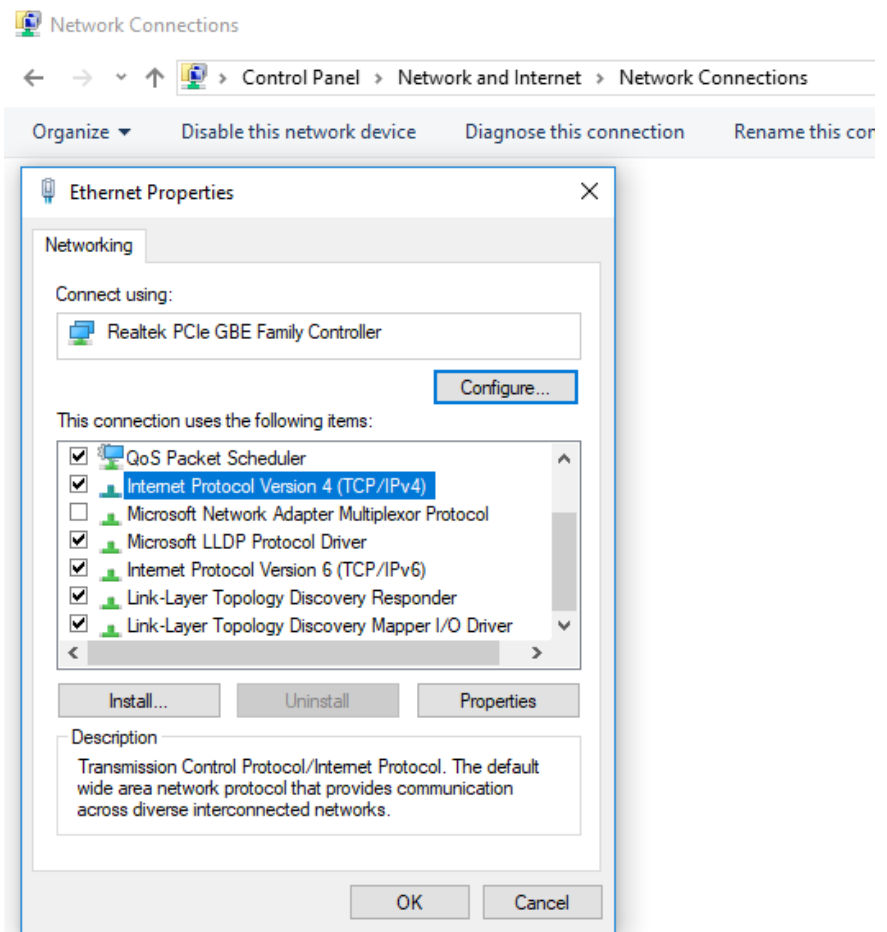 Network Connections
Control Panel > Network and Internet > Network Connections
Organize Disable this network device Diagnose this connection Rename this con
Ethernet Properties
Networking
Connect using:
Realtek PCIe GBE Family Controller
Configure...
This connection uses the following items:
QoS Packet Scheduler
Internet Protocol Version 4 (TCP/IPv4)
Microsoft Network Adapter Multiplexor Protocol
Microsoft LLDP Protocol Driver
Internet Protocol Version 6 (TCP/IPv6)
Link-Layer Topology Discovery Responder
Link-Layer Topology Discovery Mapper I/O Driver
Install... Uninstall Properties
Description
Transmission Control Protocol/Internet Protocol. The default
wide area network protocol that provides communication
across diverse interconnected networks.
OK Cancel